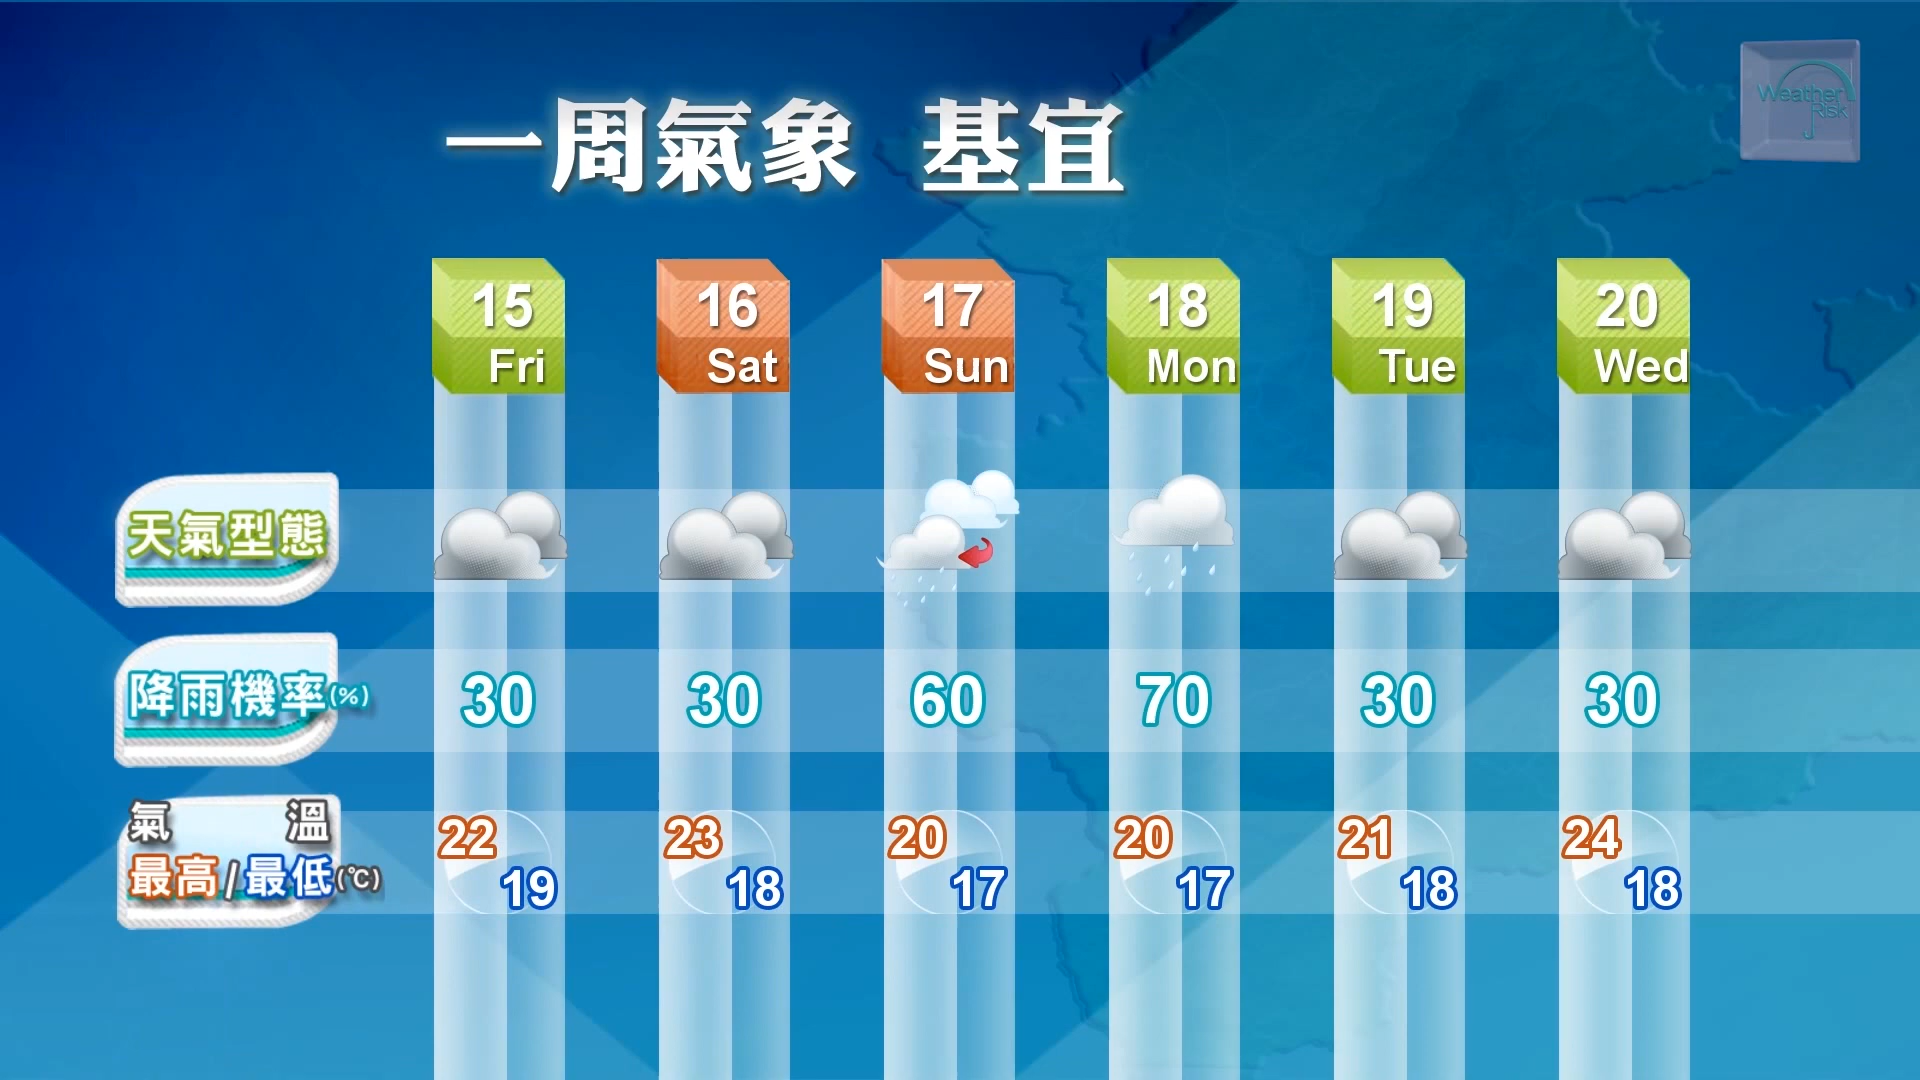 一周氣象 基宜
Weather
Risk
15 16 17 18 19 20
Fri Sat Sun Mon Tue Wed
天氣型態
降雨機率(%) 30 30 60 70 30 30
氣溫 22 23 20 20 21 24
最高/最低(℃) 19 18 17 17 18 18